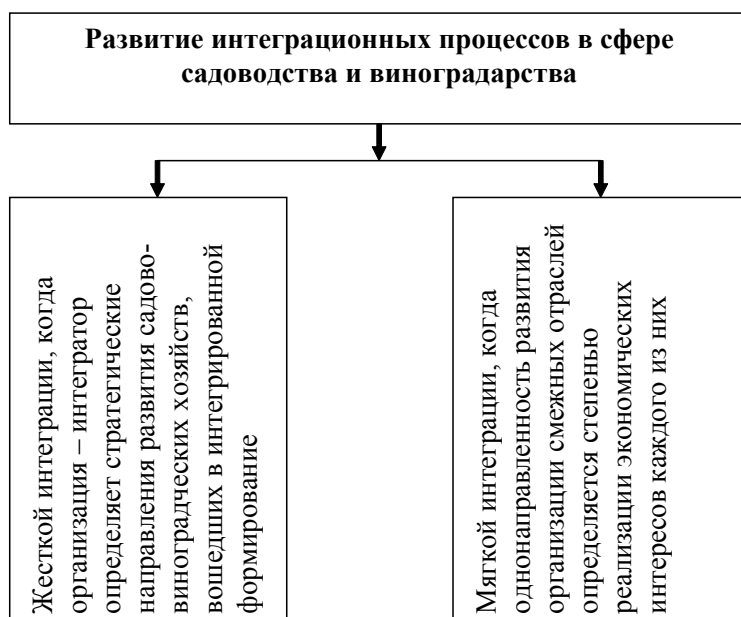 Развитие интеграционных процессов в сфере
садоводства и виноградарства
Жесткой интеграции, когда
организация – интегратор
определяет стратегические
направления развития садово-
виноградческих хозяйств,
вошедших в интегрированной
формирование
Мягкой интеграции, когда
однонаправленность развития
организации смежных отраслей
определяется степенью
реализации экономических
интересов каждого из них